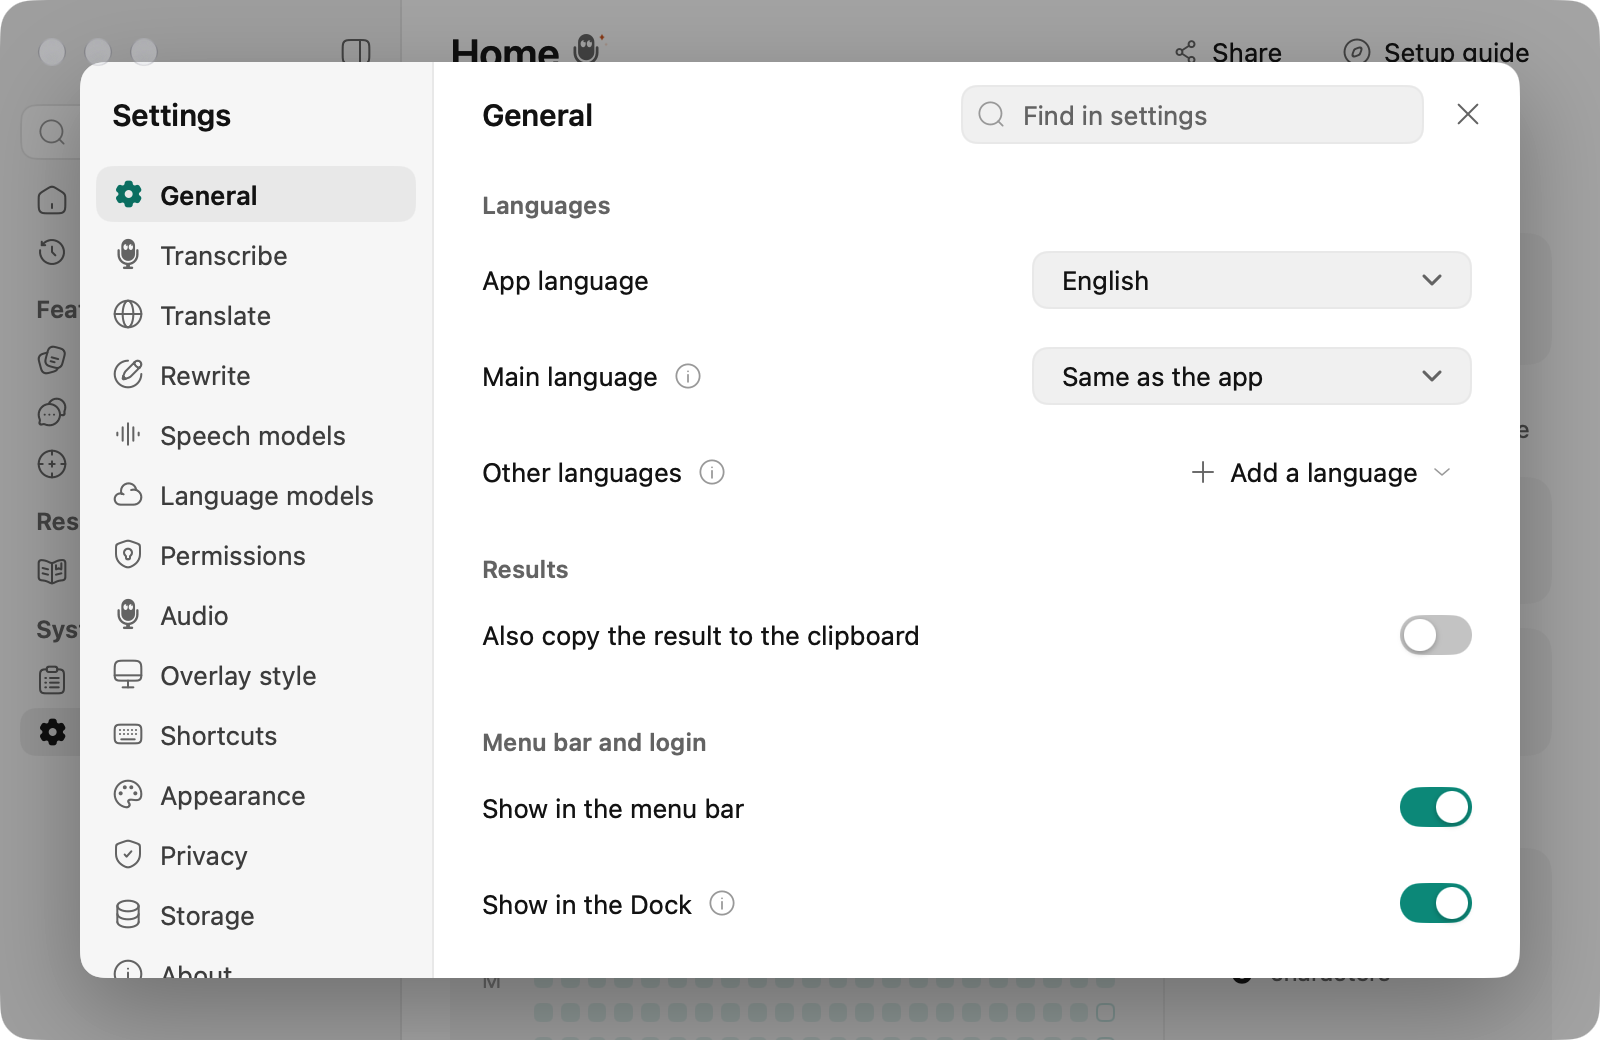 Home
Share
Setup guide
Settings
General
Find in settings
General
Transcribe
Translate
Rewrite
Speech models
Language models
Permissions
Audio
Overlay style
Shortcuts
Appearance
Privacy
Storage
About
Languages
App language
English
Main language
Same as the app
Other languages
Add a language
Results
Also copy the result to the clipboard
Menu bar and login
Show in the menu bar
Show in the Dock
M
characters